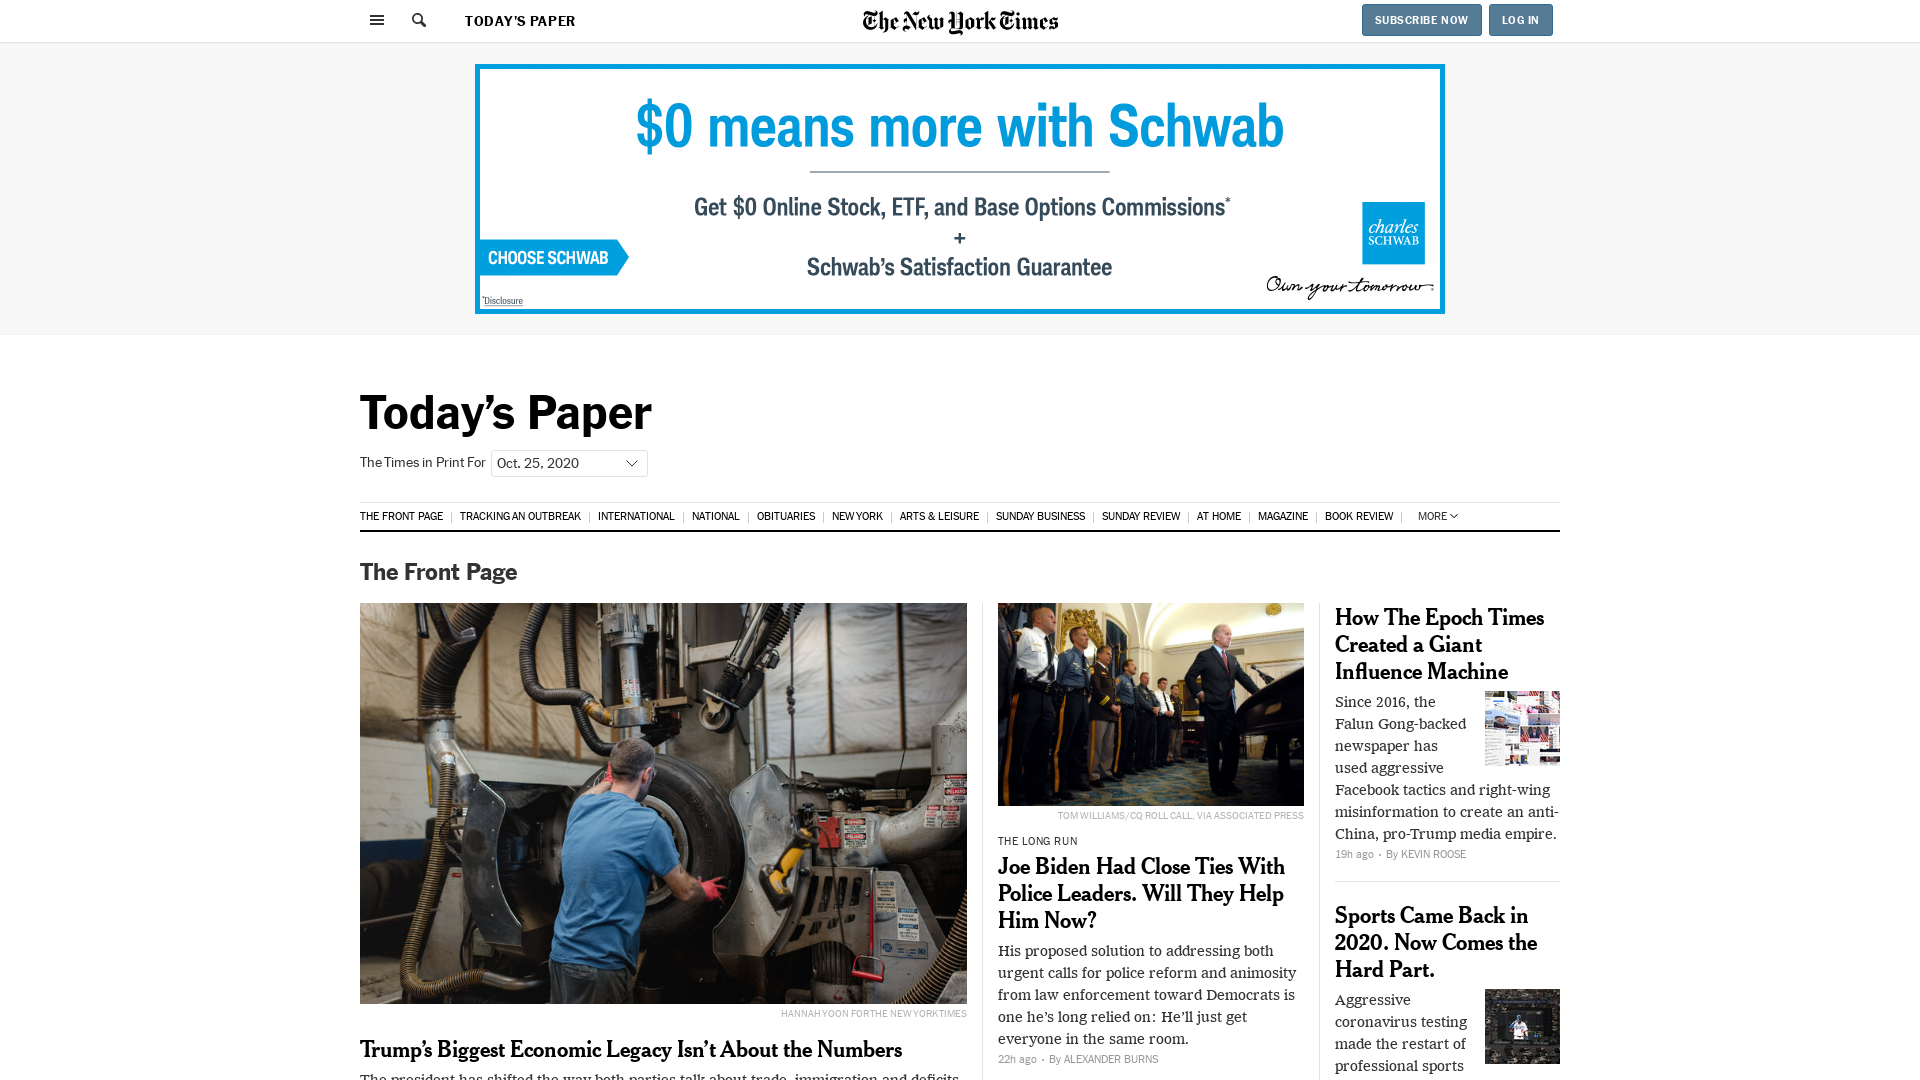 TODAY'S PAPER
The New York Times
SUBSCRIBE NOW
LOG IN
$0 means more with Schwab
Get $0 Online Stock, ETF, and Base Options Commissions*
+
Schwab's Satisfaction Guarantee
CHOOSE SCHWAB
*Disclosure
charles
SCHWAB
Own your tomorrow
Today's Paper
The Times in Print For
Oct. 25, 2020
THE FRONT PAGE
TRACKING AN OUTBREAK
INTERNATIONAL
NATIONAL
OBITUARIES
NEW YORK
ARTS & LEISURE
SUNDAY BUSINESS
SUNDAY REVIEW
AT HOME
MAGAZINE
BOOK REVIEW
MORE
The Front Page
HANNAH YOON FOR THE NEW YORK TIMES
Trump's Biggest Economic Legacy Isn't About the Numbers
The president has shifted the way both parties talk about trade, immigration and deficits.
TOM WILLIAMS/CQ ROLL CALL, VIA ASSOCIATED PRESS
THE LONG RUN
Joe Biden Had Close Ties With
Police Leaders. Will They Help
Him Now?
His proposed solution to addressing both
urgent calls for police reform and animosity
from law enforcement toward Democrats is
one he's long relied on: He'll just get
everyone in the same room.
22h ago • By ALEXANDER BURNS
How The Epoch Times
Created a Giant
Influence Machine
Since 2016, the
Falun Gong-backed
newspaper has
used aggressive
Facebook tactics and right-wing
misinformation to create an anti-
China, pro-Trump media empire.
19h ago • By KEVIN ROOSE
Sports Came Back in
2020. Now Comes the
Hard Part.
Aggressive
coronavirus testing
made the restart of
professional sports